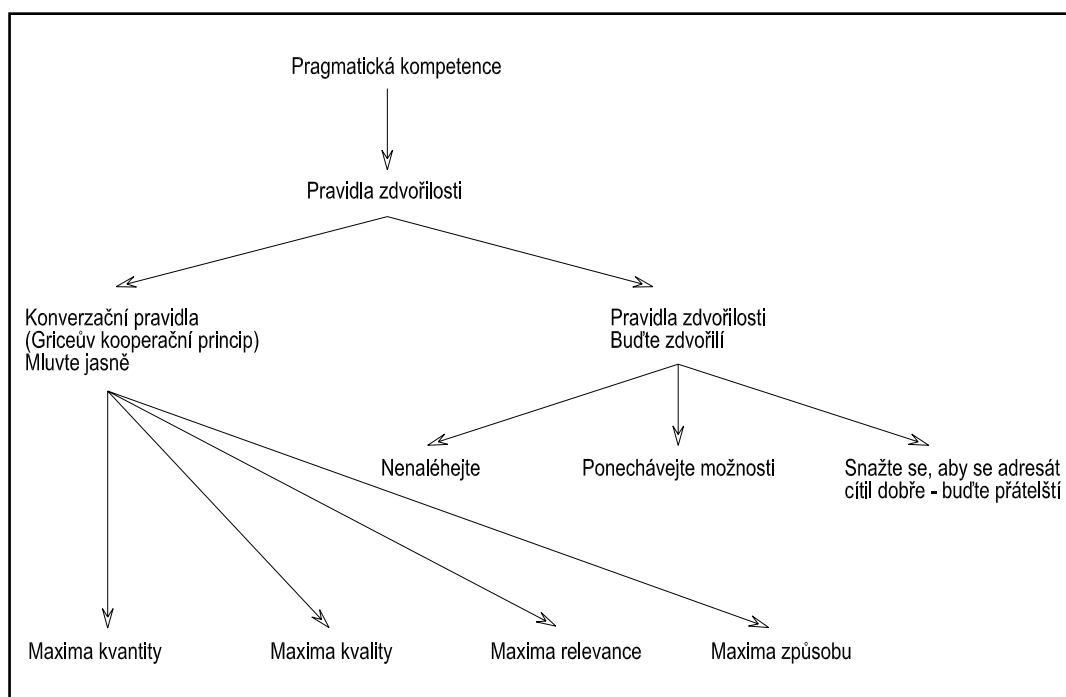 Pragmatická kompetence
Pravidla zdvořilosti
Konverzační pravidla
(Griceův kooperační princip)
Mluvte jasně
Pravidla zdvořilosti
Buďte zdvořilí
Nenaléhejte
Ponechávejte možnosti
Snažte se, aby se adresát
cítil dobře - buďte přátelští
Maxima kvantity
Maxima kvality
Maxima relevance
Maxima způsobu